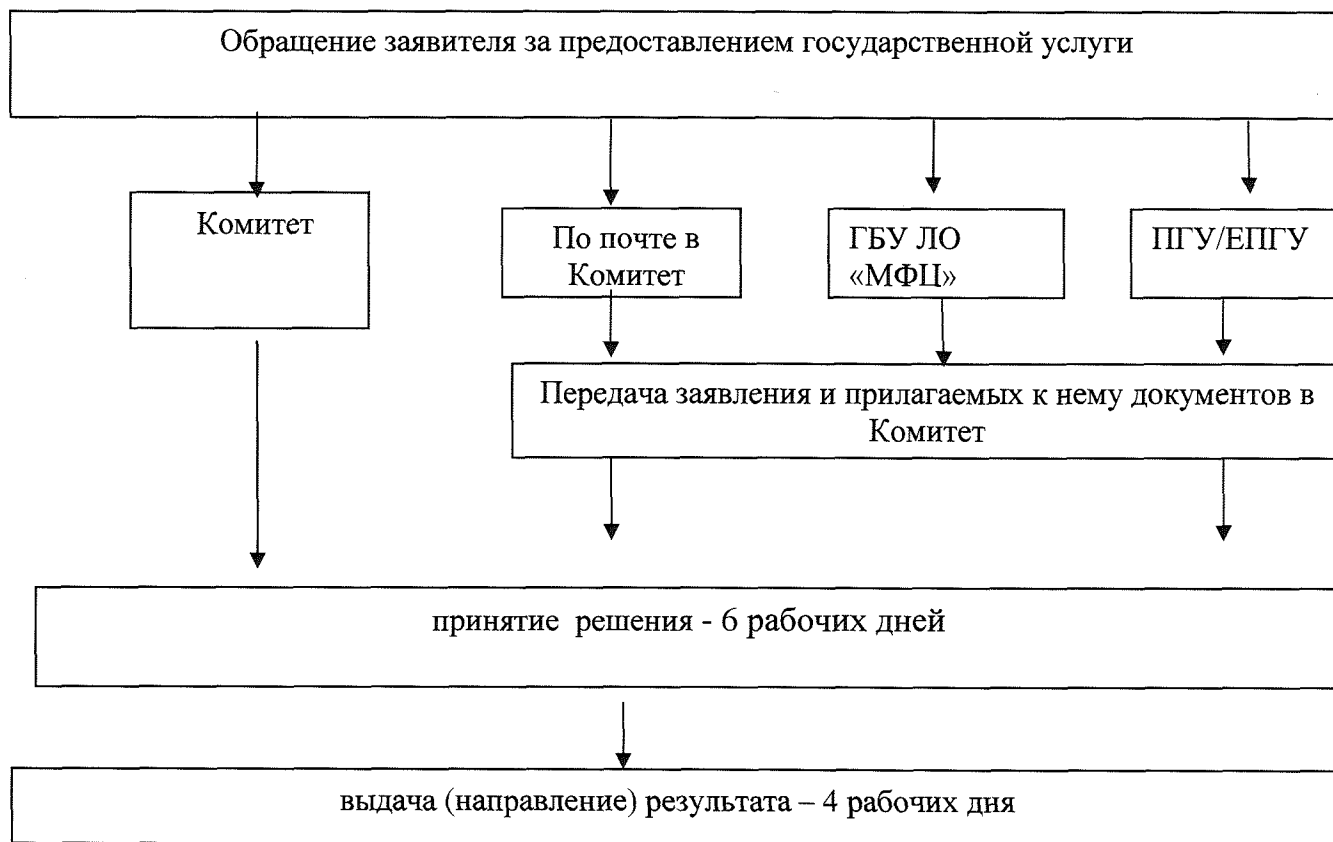 Обращение заявителя за предоставлением государственной услуги
Комитет
По почте в
Комитет
ГБУ ЛО
«МФЦ»
ПГУ/ЕПГУ
Передача заявления и прилагаемых к нему документов в
Комитет
принятие решения - 6 рабочих дней
выдача (направление) результата – 4 рабочих дня